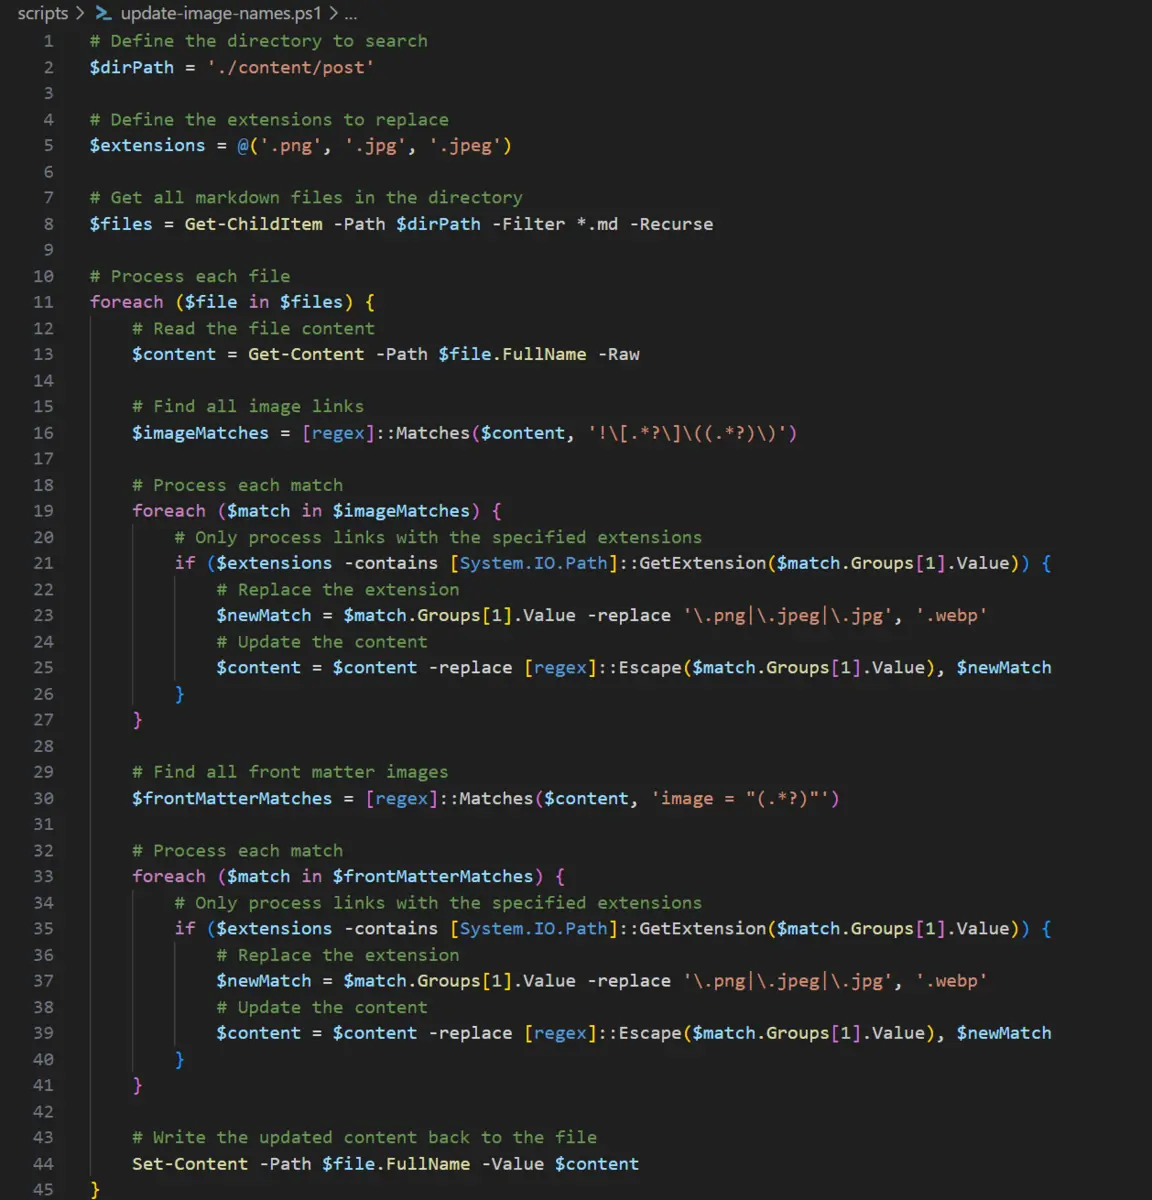 scripts > update-image-names.ps1 > ...
1 # Define the directory to search
2 $dirPath = './content/post'
3
4 # Define the extensions to replace
5 $extensions = @('.png', '.jpg', '.jpeg')
6
7 # Get all markdown files in the directory
8 $files = Get-ChildItem -Path $dirPath -Filter *.md -Recurse
9
10 # Process each file
11 foreach ($file in $files) {
12     # Read the file content
13     $content = Get-Content -Path $file.FullName -Raw
14
15     # Find all image links
16     $imageMatches = [regex]::Matches($content, '!\[.*?\]\((.*?)\)')
17
18     # Process each match
19     foreach ($match in $imageMatches) {
20         # Only process links with the specified extensions
21         if ($extensions -contains [System.IO.Path]::GetExtension($match.Groups[1].Value)) {
22             # Replace the extension
23             $newMatch = $match.Groups[1].Value -replace '\.png|\.jpeg|\.jpg', '.webp'
24             # Update the content
25             $content = $content -replace [regex]::Escape($match.Groups[1].Value), $newMatch
26         }
27     }
28
29     # Find all front matter images
30     $frontMatterMatches = [regex]::Matches($content, 'image = "(.*?)"')
31
32     # Process each match
33     foreach ($match in $frontMatterMatches) {
34         # Only process links with the specified extensions
35         if ($extensions -contains [System.IO.Path]::GetExtension($match.Groups[1].Value)) {
36             # Replace the extension
37             $newMatch = $match.Groups[1].Value -replace '\.png|\.jpeg|\.jpg', '.webp'
38             # Update the content
39             $content = $content -replace [regex]::Escape($match.Groups[1].Value), $newMatch
40         }
41     }
42
43     # Write the updated content back to the file
44     Set-Content -Path $file.FullName -Value $content
45 }